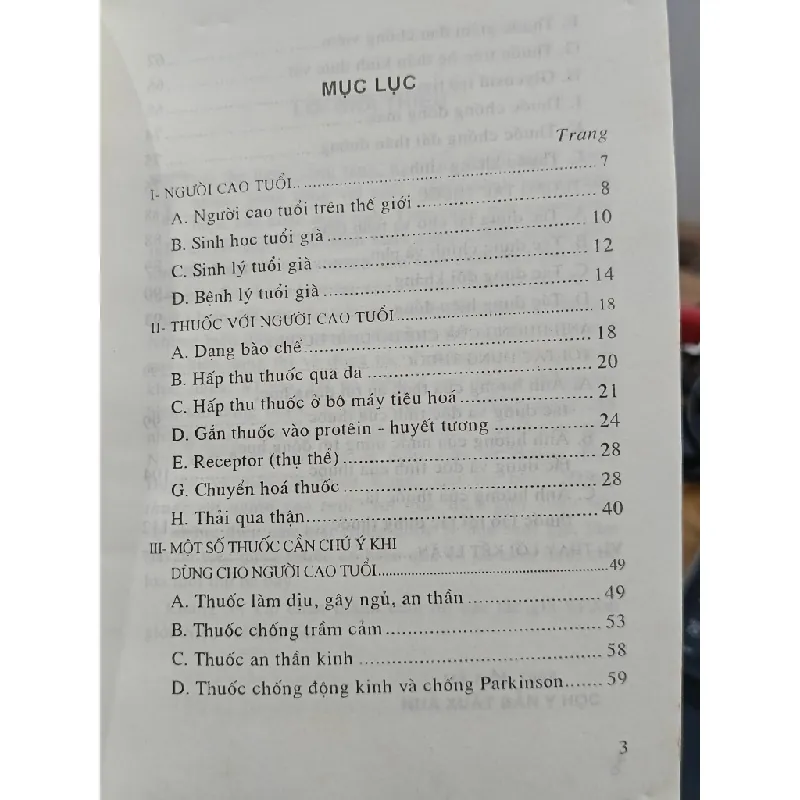 MỤC LỤC
Trang
I- NGƯỜI CAO TUỔI.......................................................7
A. Người cao tuổi trên thế giới ..............................8
B. Sinh học tuổi già ..............................................10
C. Sinh lý tuổi già .................................................12
D. Bệnh lý tuổi già ................................................14
II- THUỐC VỚI NGƯỜI CAO TUỔI..................................18
A. Dạng bào chế ....................................................18
B. Hấp thu thuốc qua da .......................................20
C. Hấp thu thuốc ở bộ máy tiêu hoá .....................21
D. Gắn thuốc vào protêin - huyết tương ................24
E. Receptor (thụ thể) .............................................28
G. Chuyển hoá thuốc .............................................28
H. Thải qua thận....................................................40
III- MỘT SỐ THUỐC CẦN CHÚ Ý KHI
DÙNG CHO NGƯỜI CAO TUỔI...................................49
A. Thuốc làm dịu, gây ngủ, an thần ......................49
B. Thuốc chống trầm cảm .....................................53
C. Thuốc an thần kinh ..........................................58
D. Thuốc chống động kinh và chống Parkinson.......59
3